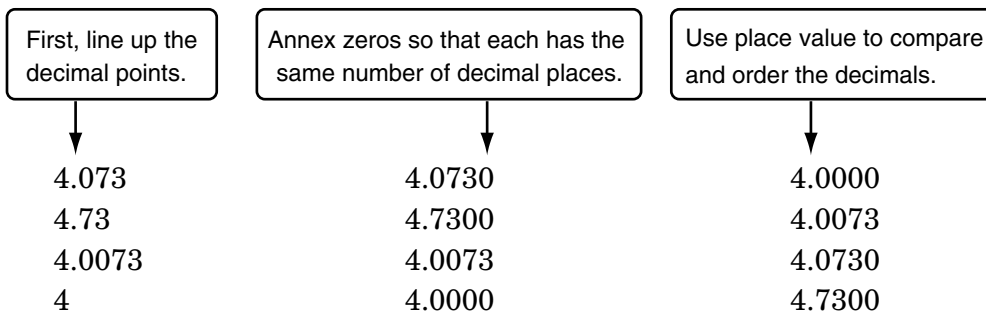 First, line up the
decimal points.
Annex zeros so that each has the
same number of decimal places.
Use place value to compare
and order the decimals.
4.073 4.0730 4.0000
4.73 4.7300 4.0073
4.0073 4.0073 4.0730
4 4.0000 4.7300